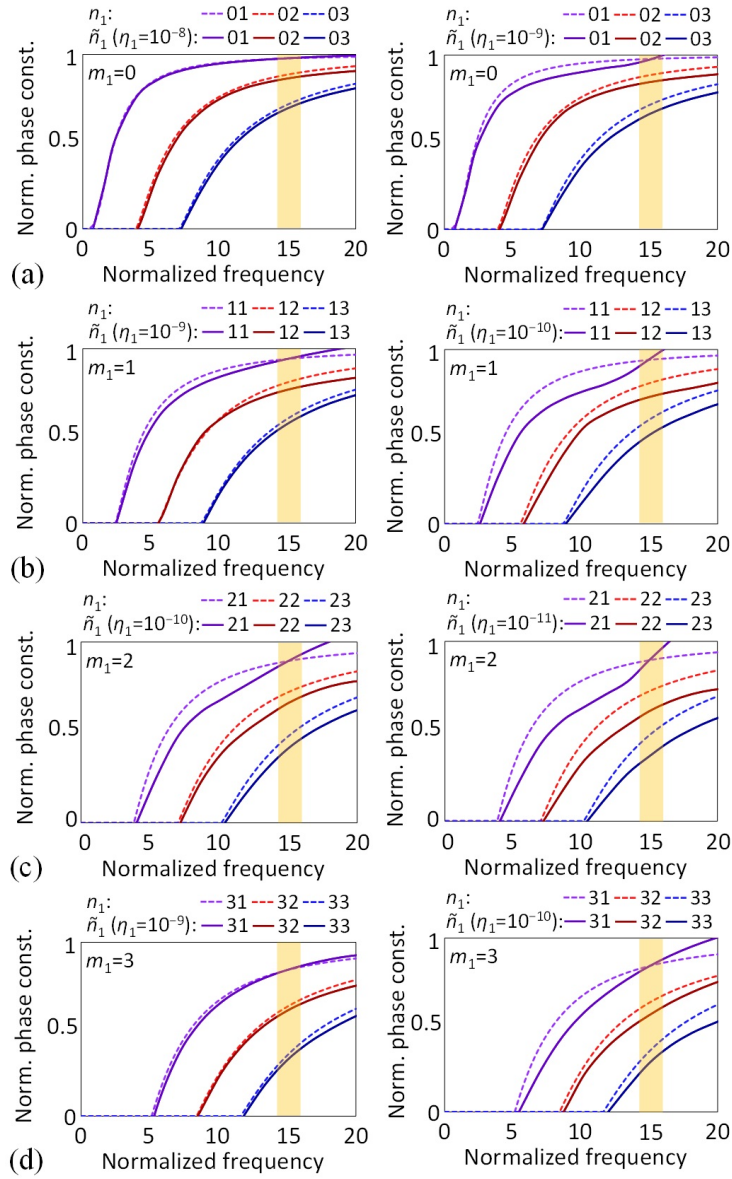 n₁: 01 02 03
ñ₁ (η₁=10⁻⁸): 01 02 03
m₁=0
Norm. phase const.
1
0.5
0
0 5 10 15 20
Normalized frequency
n₁: 01 02 03
ñ₁ (η₁=10⁻⁹): 01 02 03
m₁=0
Norm. phase const.
1
0.5
0
0 5 10 15 20
Normalized frequency
(a)
n₁: 11 12 13
ñ₁ (η₁=10⁻⁹): 11 12 13
m₁=1
Norm. phase const.
1
0.5
0
0 5 10 15 20
Normalized frequency
n₁: 11 12 13
ñ₁ (η₁=10⁻¹⁰): 11 12 13
m₁=1
Norm. phase const.
1
0.5
0
0 5 10 15 20
Normalized frequency
(b)
n₁: 21 22 23
ñ₁ (η₁=10⁻¹⁰): 21 22 23
m₁=2
Norm. phase const.
1
0.5
0
0 5 10 15 20
Normalized frequency
n₁: 21 22 23
ñ₁ (η₁=10⁻¹¹): 21 22 23
m₁=2
Norm. phase const.
1
0.5
0
0 5 10 15 20
Normalized frequency
(c)
n₁: 31 32 33
ñ₁ (η₁=10⁻⁹): 31 32 33
m₁=3
Norm. phase const.
1
0.5
0
0 5 10 15 20
Normalized frequency
n₁: 31 32 33
ñ₁ (η₁=10⁻¹⁰): 31 32 33
m₁=3
Norm. phase const.
1
0.5
0
0 5 10 15 20
Normalized frequency
(d)